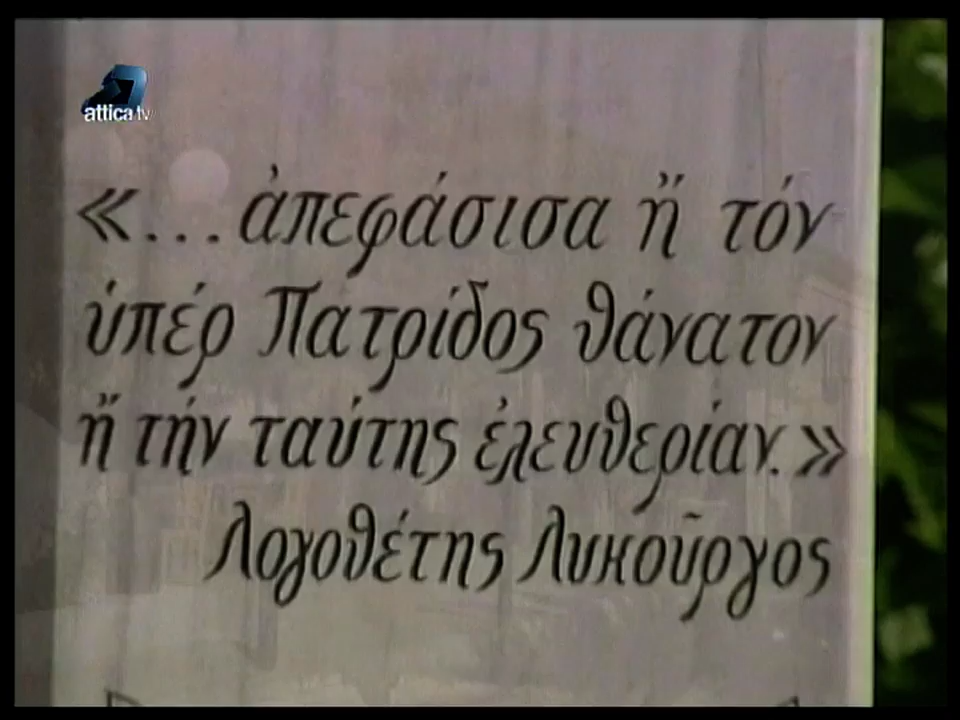 attica tv
«...ἀπεφάσισα ἤ τόν
ὑπέρ Πατρίδος θάνατον
ἤ τήν ταύτης ἐλευθερίαν.»
Λογοθέτης Λυκοῦργος